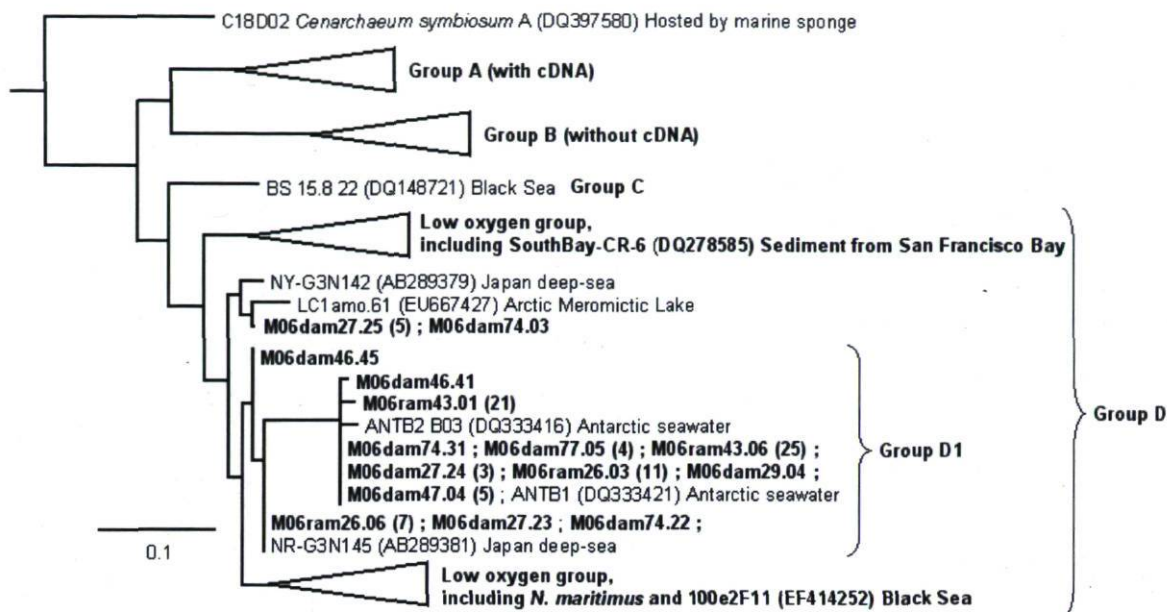 C18D02 Cenarchaeum symbiosum A (DQ397580) Hosted by marine sponge
Group A (with cDNA)
Group B (without cDNA)
BS 15.8 22 (DQ148721) Black Sea Group C
Low oxygen group,
including SouthBay-CR-6 (DQ278585) Sediment from San Francisco Bay
NY-G3N142 (AB289379) Japan deep-sea
LC1amo.61 (EU667427) Arctic Meromictic Lake
M06dam27.25 (5) ; M06dam74.03
M06dam46.45
M06dam46.41
M06ram43.01 (21)
ANTB2 B03 (DQ333416) Antarctic seawater
M06dam74.31 ; M06dam77.05 (4) ; M06ram43.06 (25) ;
M06dam27.24 (3) ; M06ram26.03 (11) ; M06dam29.04 ;
M06dam47.04 (5) ; ANTB1 (DQ333421) Antarctic seawater
Group D1
Group D
M06ram26.06 (7) ; M06dam27.23 ; M06dam74.22 ;
NR-G3N145 (AB289381) Japan deep-sea
0.1
Low oxygen group,
including N. maritimus and 100e2F11 (EF414252) Black Sea